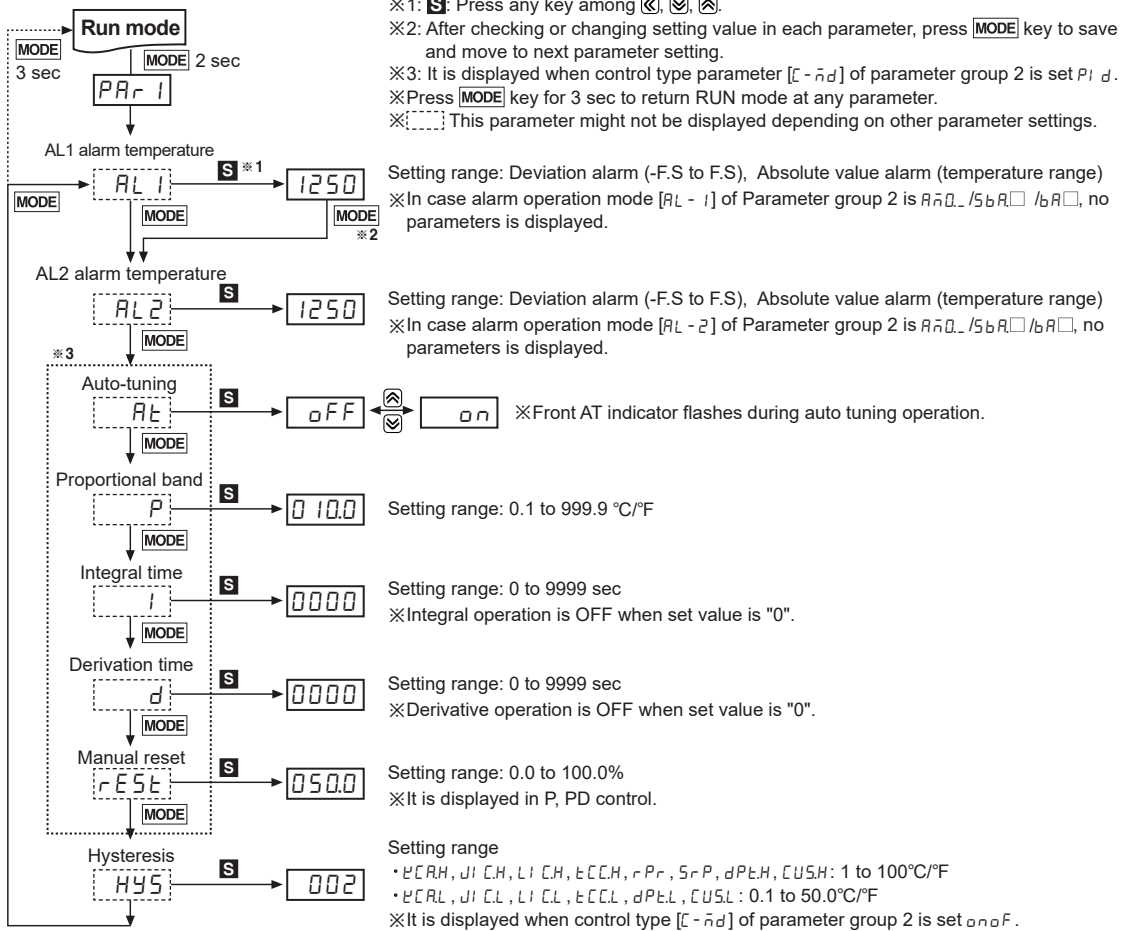 ※1: S: Press any key among «, ︾, ︽.
Run mode
※2: After checking or changing setting value in each parameter, press MODE key to save
and move to next parameter setting.
MODE
3 sec
MODE 2 sec
※3: It is displayed when control type parameter [C-nd] of parameter group 2 is set PI d.
PAr 1
※Press MODE key for 3 sec to return RUN mode at any parameter.
※ This parameter might not be displayed depending on other parameter settings.
AL1 alarm temperature
S ※1
AL 1
1250
Setting range: Deviation alarm (-F.S to F.S), Absolute value alarm (temperature range)
MODE
MODE
MODE
※2
※In case alarm operation mode [AL-1] of Parameter group 2 is AM0._ /SbA.□ /bA□, no
parameters is displayed.
AL2 alarm temperature
S
AL2
1250
Setting range: Deviation alarm (-F.S to F.S), Absolute value alarm (temperature range)
MODE
※In case alarm operation mode [AL-2] of Parameter group 2 is AM0._ /SbA.□ /bA□, no
parameters is displayed.
※3
Auto-tuning
S
At
oFF
on
※Front AT indicator flashes during auto tuning operation.
MODE
Proportional band
S
P
010.0
Setting range: 0.1 to 999.9 °C/°F
MODE
Integral time
S
I
0000
Setting range: 0 to 9999 sec
※Integral operation is OFF when set value is "0".
MODE
Derivation time
S
d
0000
Setting range: 0 to 9999 sec
※Derivative operation is OFF when set value is "0".
MODE
Manual reset
S
rESt
050.0
Setting range: 0.0 to 100.0%
※It is displayed in P, PD control.
MODE
Hysteresis
S
HYS
002
Setting range
・KCA.H, JI C.H, LI C.H, tCC.H, rPr, SrP, dPt.H, CUS.H: 1 to 100°C/°F
・KCA.L, JI C.L, LI C.L, tCC.L, dPt.L, CUS.L: 0.1 to 50.0°C/°F
※It is displayed when control type [C-nd] of parameter group 2 is set onoF.